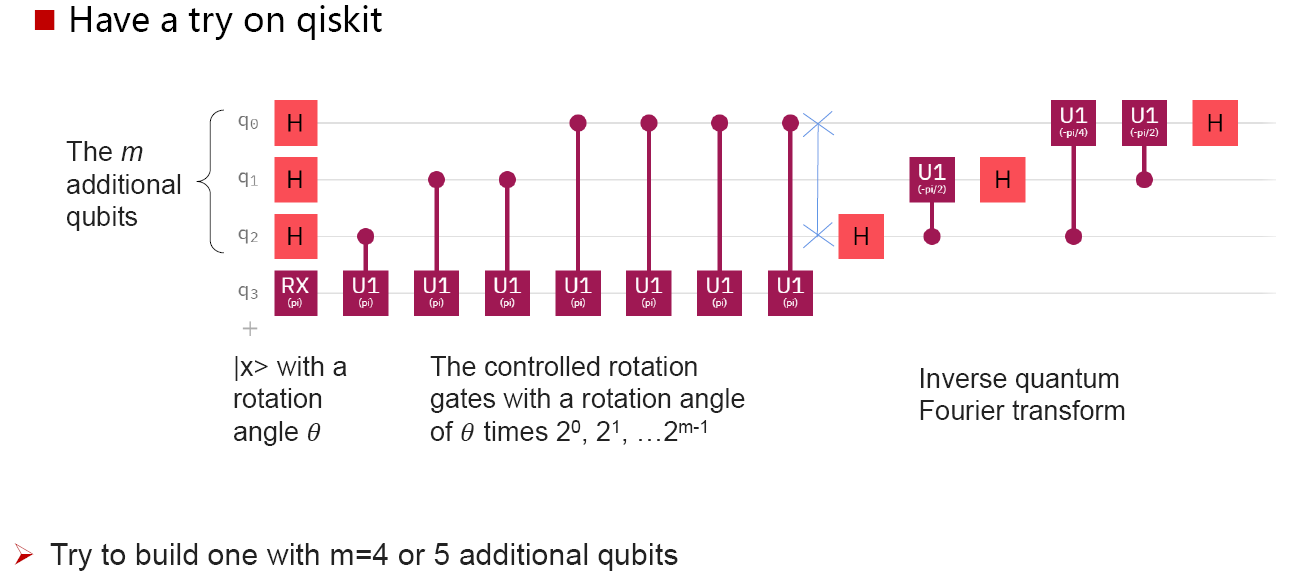 Have a try on qiskit
The m
additional
qubits
q0
q1
q2
q3
+
H
H
H
RX
(pi)
U1
(pi)
U1
(pi)
U1
(pi)
U1
(pi)
U1
(pi)
U1
(pi)
U1
(pi)
H
U1
(-pi/2)
H
U1
(-pi/4)
U1
(-pi/2)
H
|x> with a
rotation
angle θ
The controlled rotation
gates with a rotation angle
of θ times 2⁰, 2¹, …2ᵐ⁻¹
Inverse quantum
Fourier transform
Try to build one with m=4 or 5 additional qubits